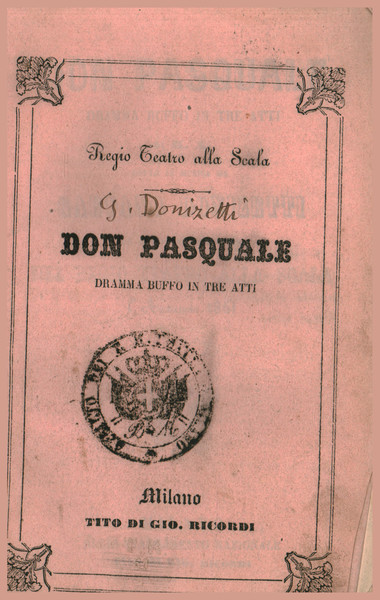 Regio Teatro alla Scala
G. Donizetti
DON PASQUALE
DRAMMA BUFFO IN TRE ATTI
Milano
TITO DI GIO. RICORDI